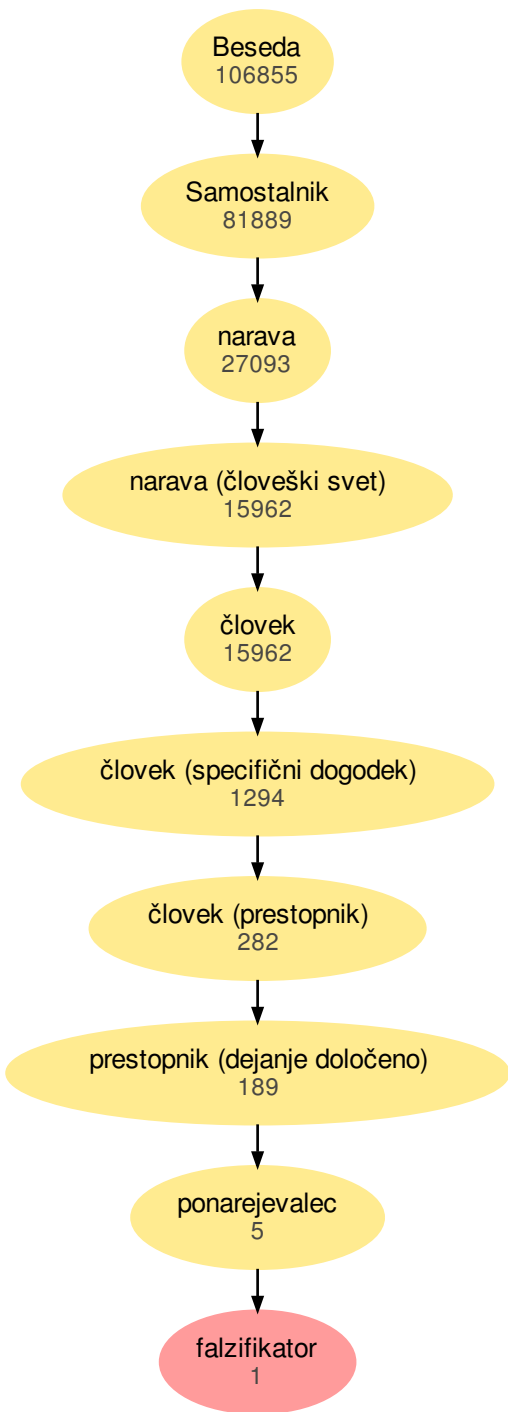 Beseda
106855
Samostalnik
81889
narava
27093
narava (človeški svet)
15962
človek
15962
človek (specifični dogodek)
1294
človek (prestopnik)
282
prestopnik (dejanje določeno)
189
ponarejevalec
5
falzifikator
1